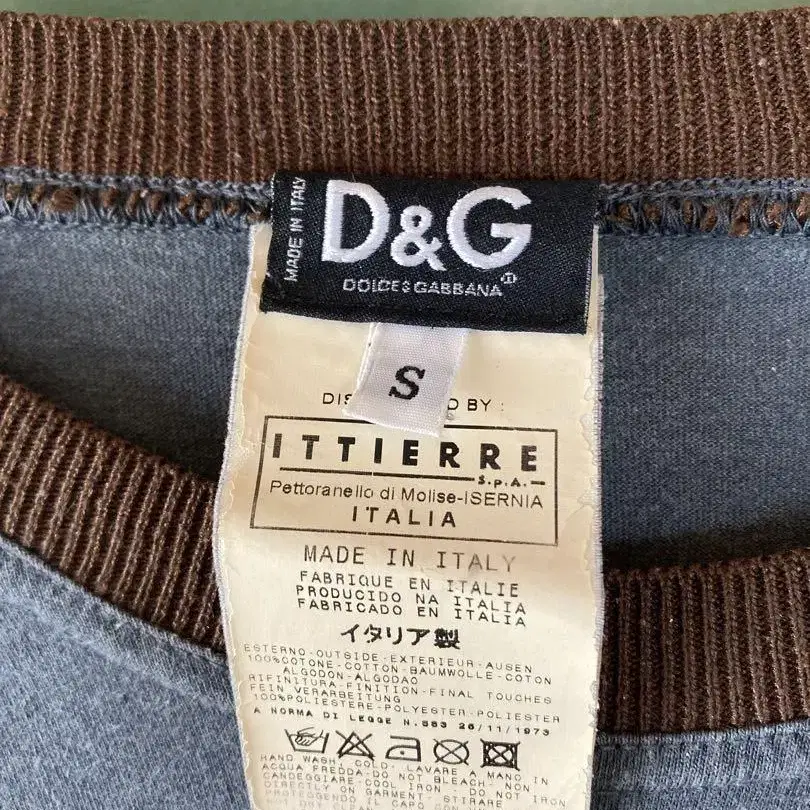 MADE IN ITALY
D&G
DOLCE&GABBANA
S
BY:
ITTIERRE
S.p.A.
Pettoranello di Molise-ISERNIA
ITALIA
MADE IN ITALY
FABRIQUE EN ITALIE
PRODUCIDO NA ITALIA
FABRICADO EN ITALIA
イタリア製
ESTERNO-OUTSIDE-EXTERIEUR-AUSEN
100%COTONE-COTTON-BAUMWOLLE-COTON
ALGODON-ALGODAO
RIFINITURA-FINITION-FINAL TOUCHES
FEIN VERARBEITUNG
100%POLIESTERE-POLYESTER-POLIESTER
A NORMA DI LEGGE N.883 26/11/1973
HAND WASH, COLD. LAVARE A MANO IN
ACQUA FREDDA-DO NOT BLEACH. NON
CANDEGGIARE-COOL IRON. DO NOT IRON
DIRECTLY ON GARMENT-STIRARE